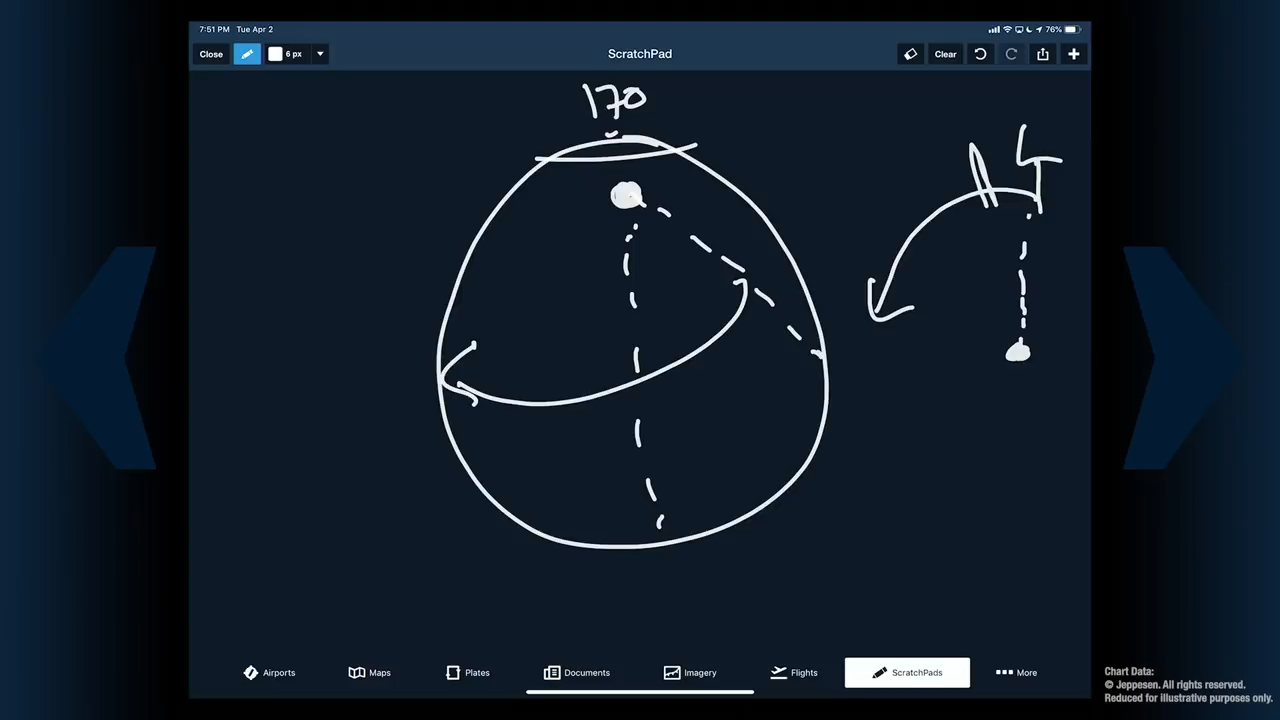 7:51 PM Tue Apr 2
76%
Close
6 px
ScratchPad
Clear
170
Airports
Maps
Plates
Documents
Imagery
Flights
ScratchPads
More
Chart Data:
© Jeppesen. All rights reserved.
Reduced for illustrative purposes only.